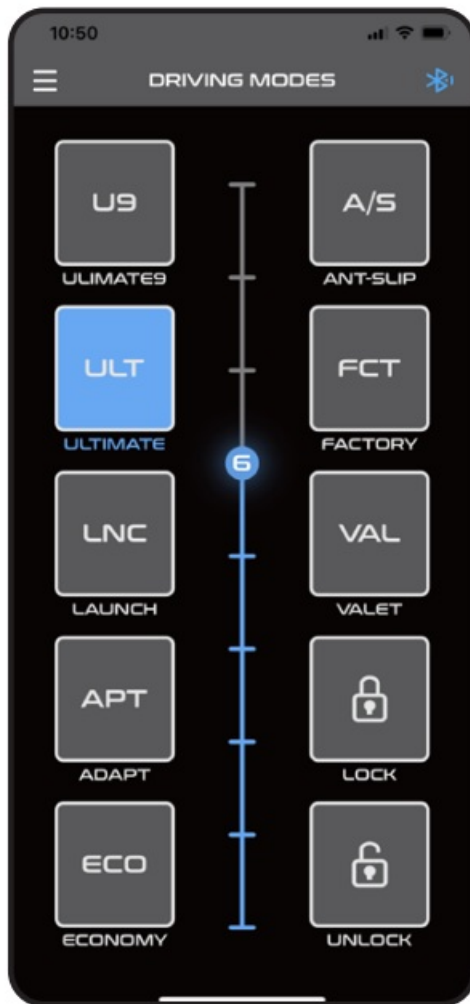 10:50
DRIVING MODES
U9
ULIMATE9
A/S
ANT-SLIP
ULT
ULTIMATE
FCT
FACTORY
6
LNC
LAUNCH
VAL
VALET
APT
ADAPT
LOCK
ECO
ECONOMY
UNLOCK